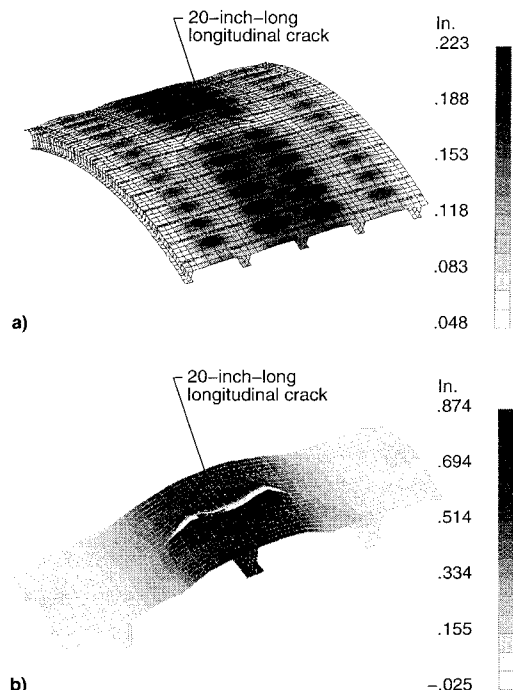 20-inch-long
longitudinal crack
In.
.223
.188
.153
.118
.083
.048
a)
20-inch-long
longitudinal crack
In.
.874
.694
.514
.334
.155
-.025
b)